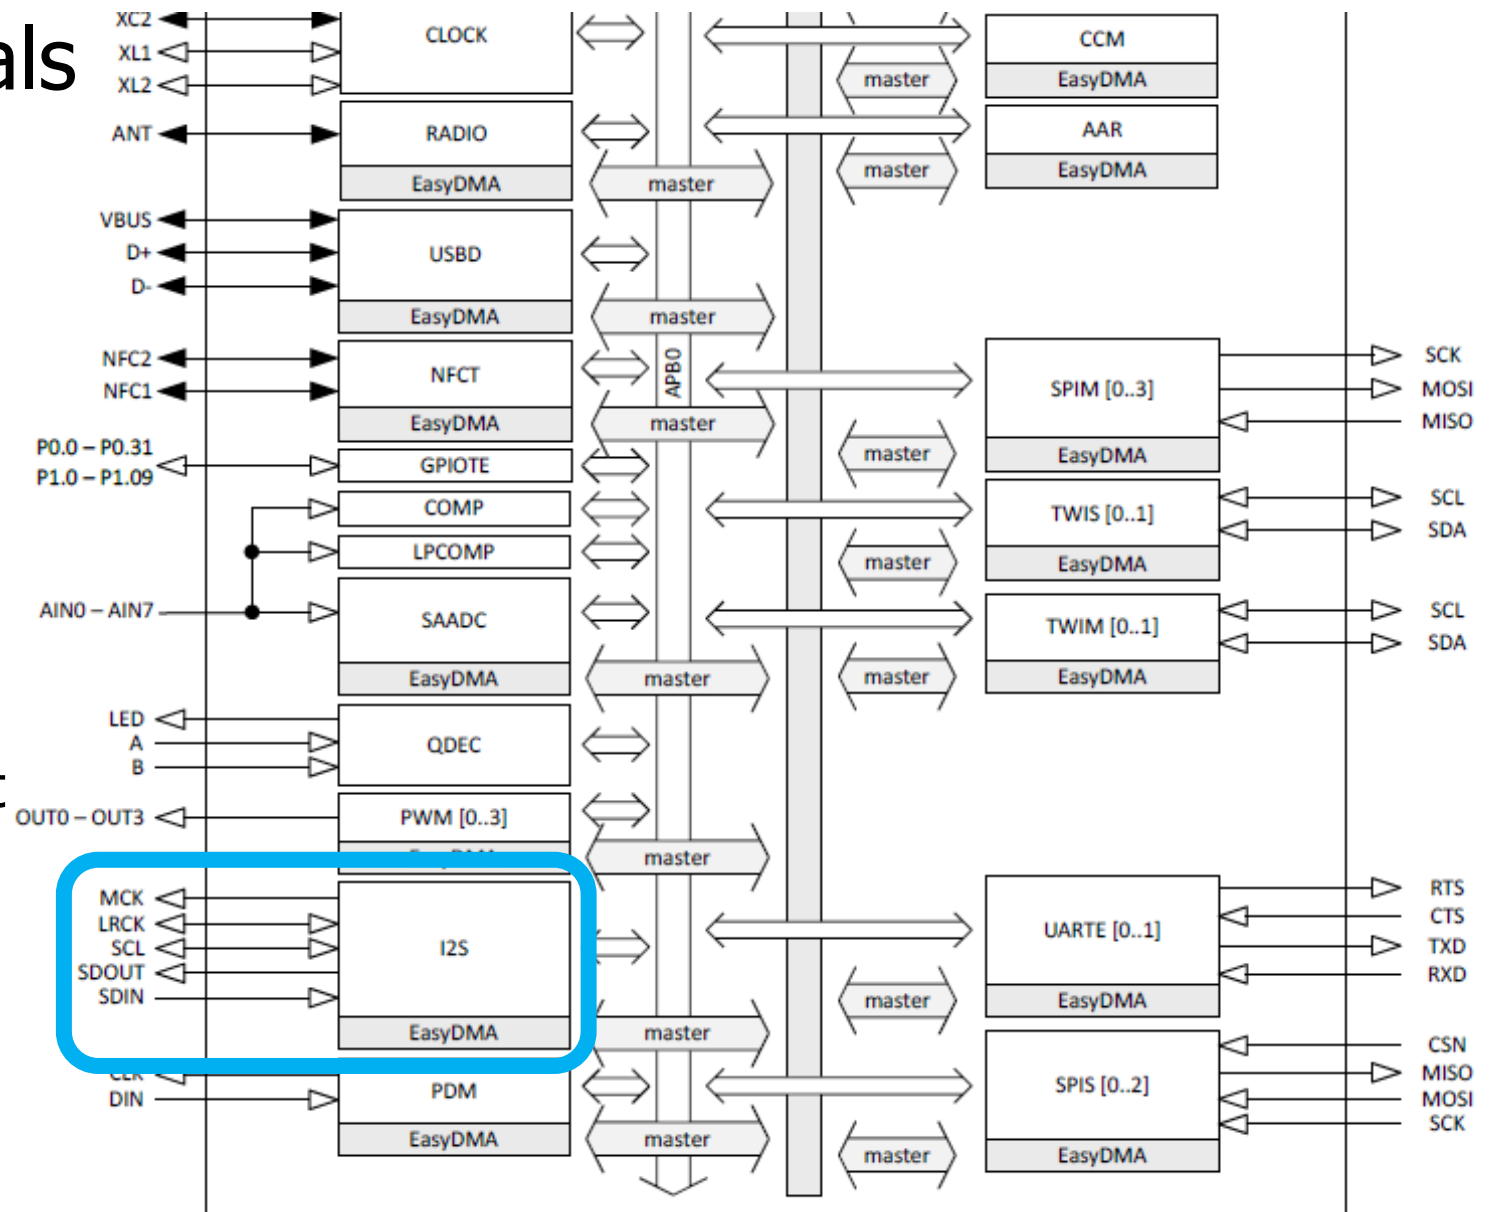 als
XC2
XL1
XL2
CLOCK
ANT
RADIO
EasyDMA
master
VBUS
D+
D-
USBD
EasyDMA
master
NFC2
NFC1
NFCT
EasyDMA
master
APB0
P0.0 – P0.31
P1.0 – P1.09
GPIOTE
COMP
LPCOMP
AIN0 – AIN7
SAADC
EasyDMA
master
LED
A
B
QDEC
OUT0 – OUT3
PWM [0..3]
master
MCK
LRCK
SCL
SDOUT
SDIN
I2S
EasyDMA
master
CLK
DIN
PDM
EasyDMA
master
CCM
EasyDMA
master
AAR
EasyDMA
master
SPIM [0..3]
EasyDMA
master
SCK
MOSI
MISO
TWIS [0..1]
EasyDMA
master
SCL
SDA
TWIM [0..1]
EasyDMA
master
SCL
SDA
UARTE [0..1]
EasyDMA
master
RTS
CTS
TXD
RXD
SPIS [0..2]
EasyDMA
master
CSN
MISO
MOSI
SCK